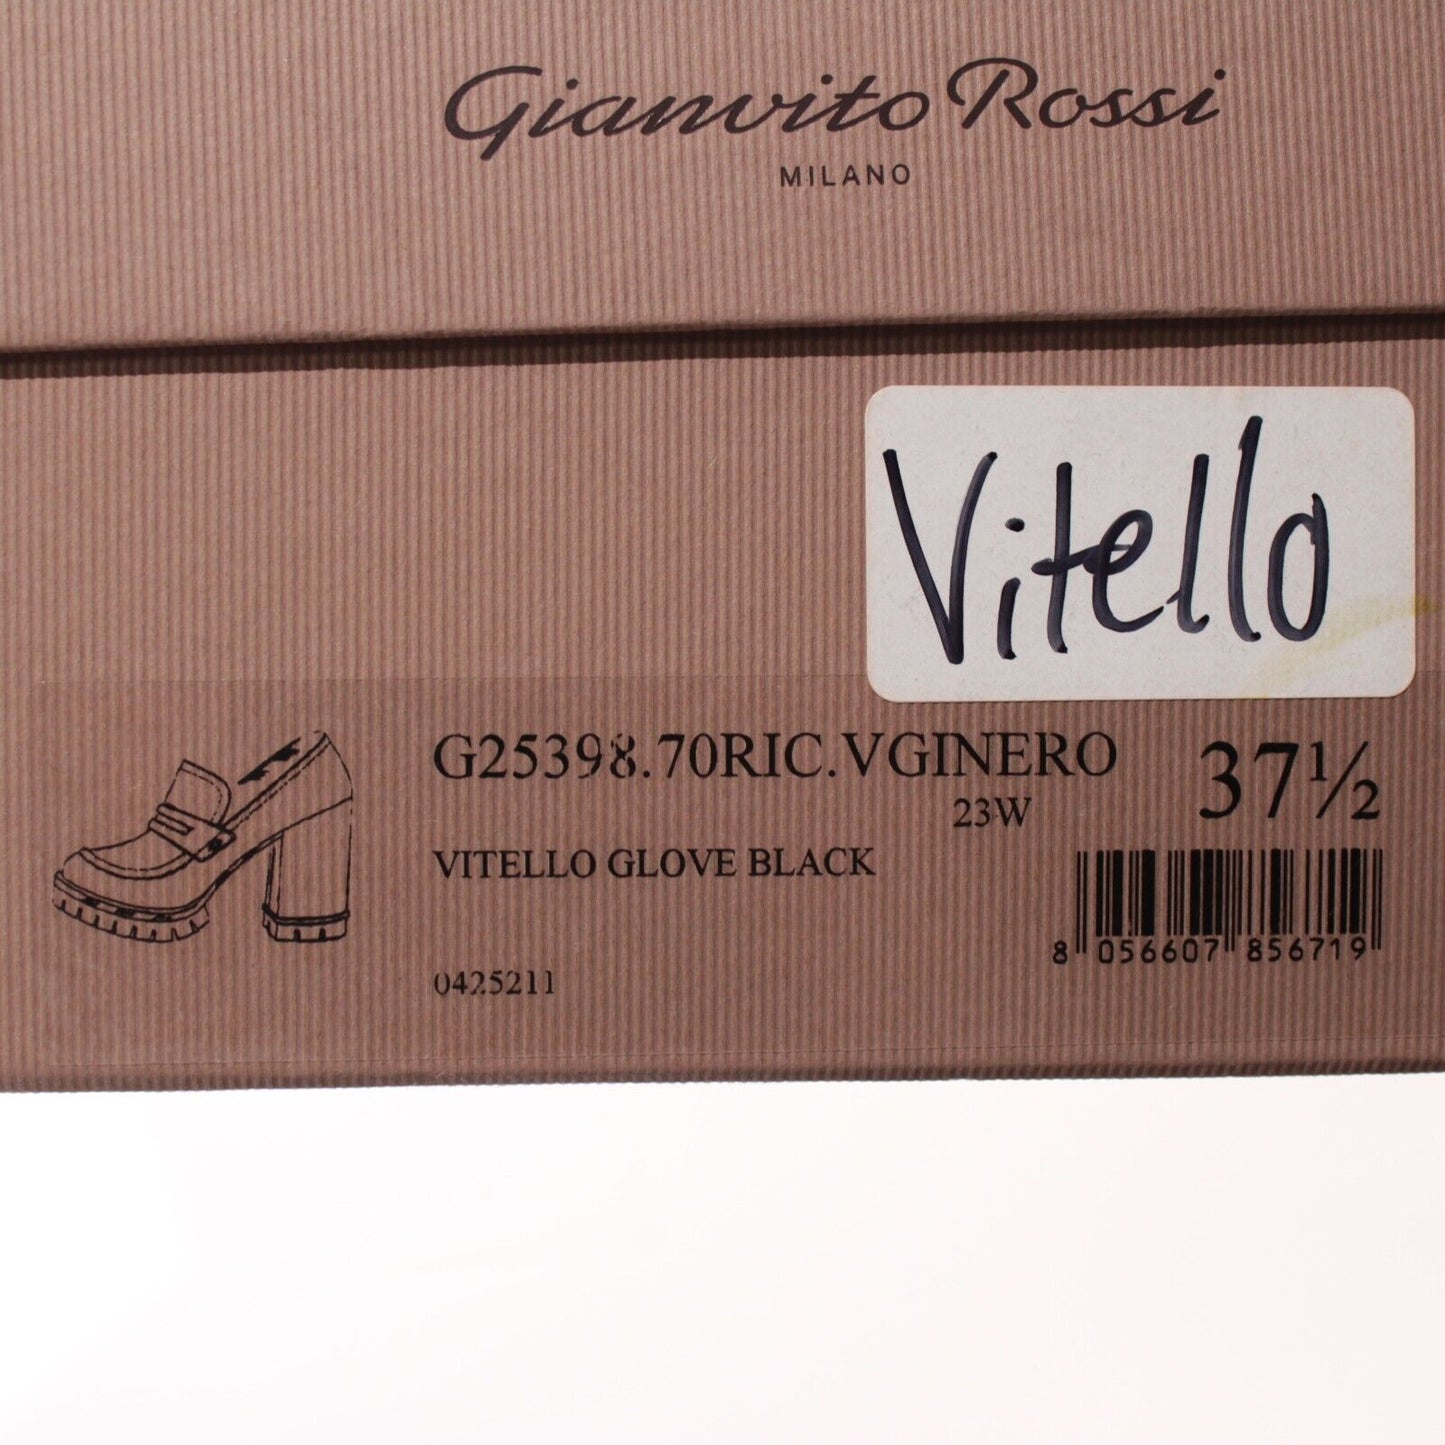 Gianvito Rossi
MILANO
Vitello
G25398.70RIC.VGINERO
37½
23W
VITELLO GLOVE BLACK
8 056607 856719
0425211